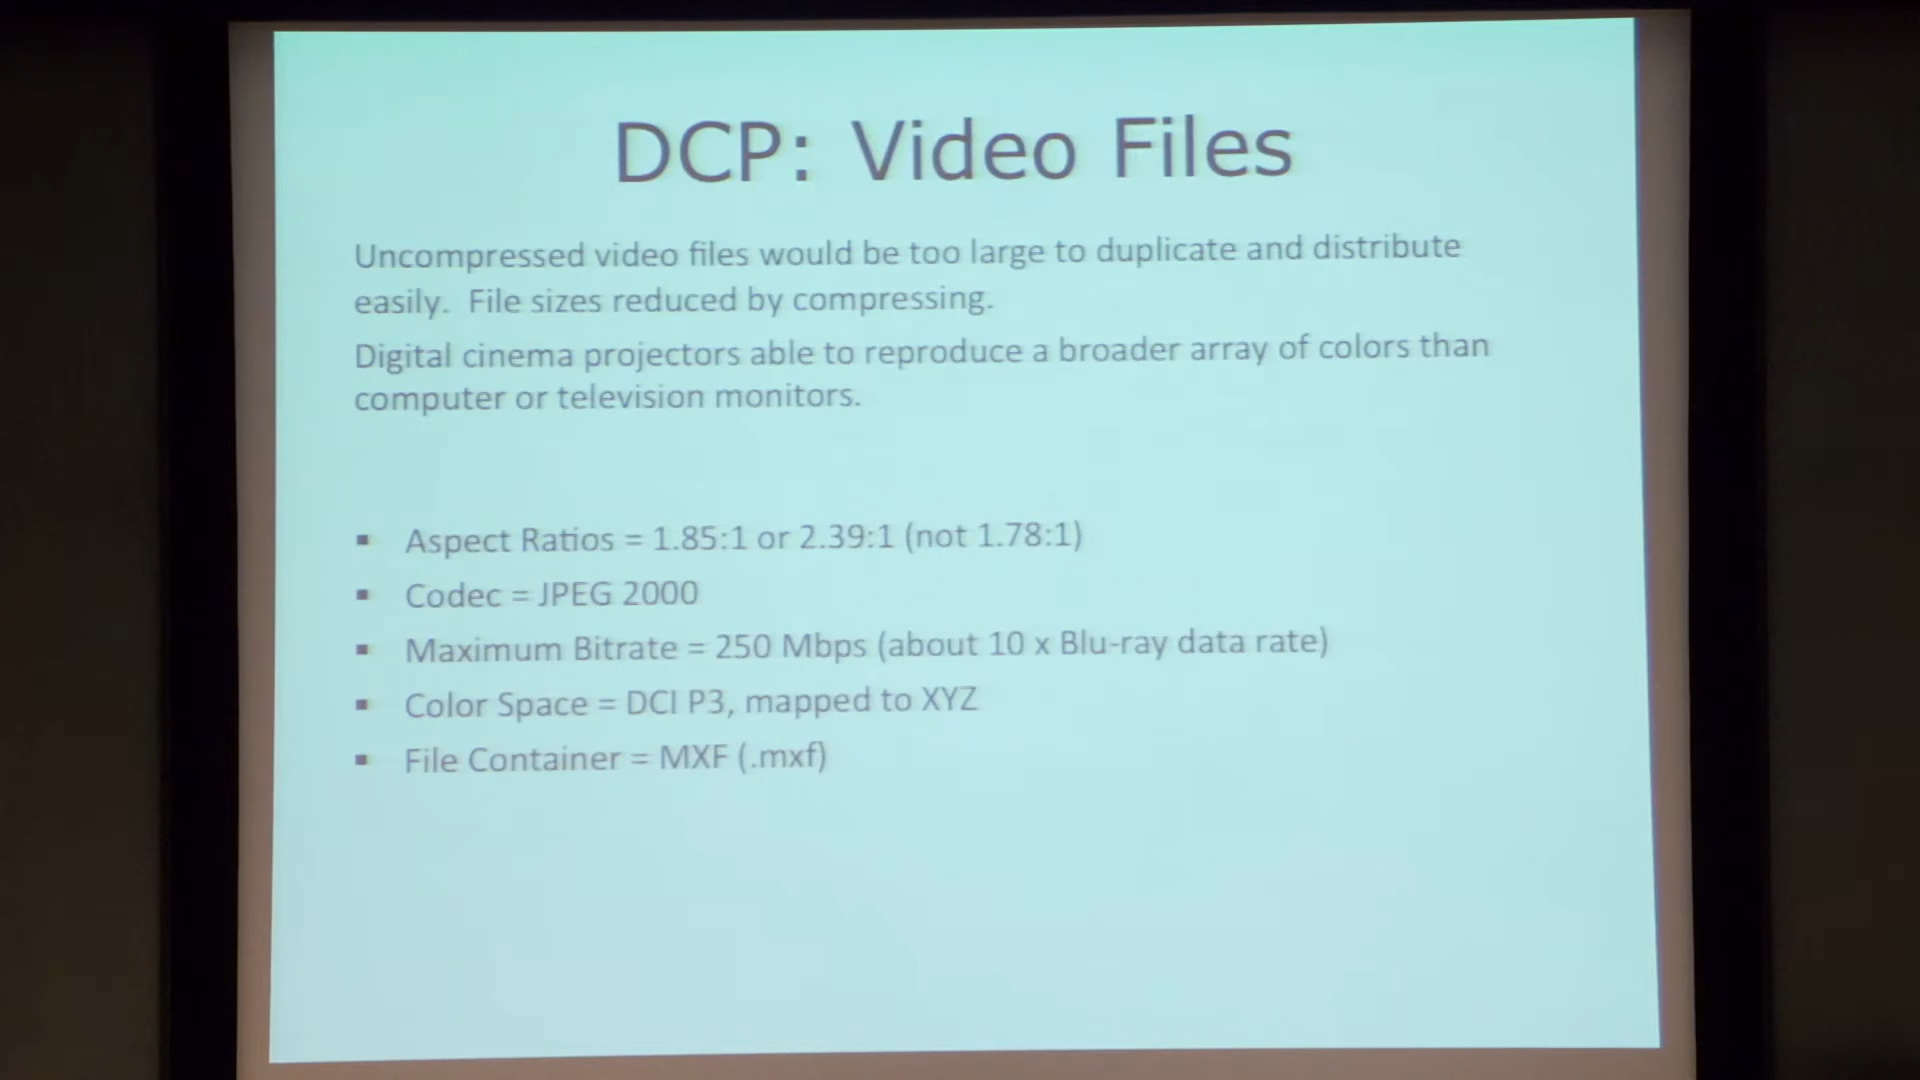 DCP: Video Files
Uncompressed video files would be too large to duplicate and distribute
easily.  File sizes reduced by compressing.
Digital cinema projectors able to reproduce a broader array of colors than
computer or television monitors.
▪ Aspect Ratios = 1.85:1 or 2.39:1 (not 1.78:1)
▪ Codec = JPEG 2000
▪ Maximum Bitrate = 250 Mbps (about 10 x Blu-ray data rate)
▪ Color Space = DCI P3, mapped to XYZ
▪ File Container = MXF (.mxf)